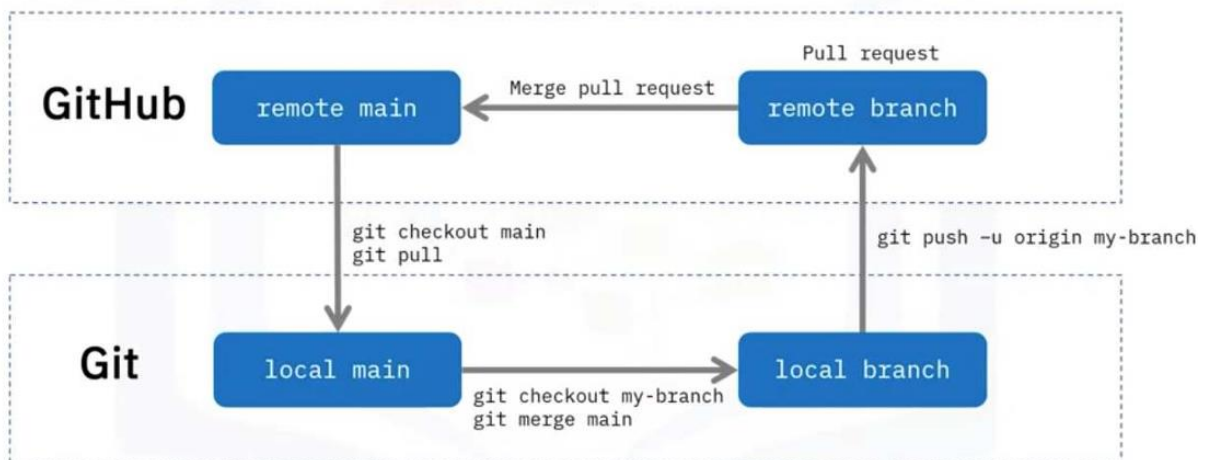 Pull request
GitHub
remote main
Merge pull request
remote branch
git checkout main
git pull
git push –u origin my-branch
Git
local main
local branch
git checkout my-branch
git merge main